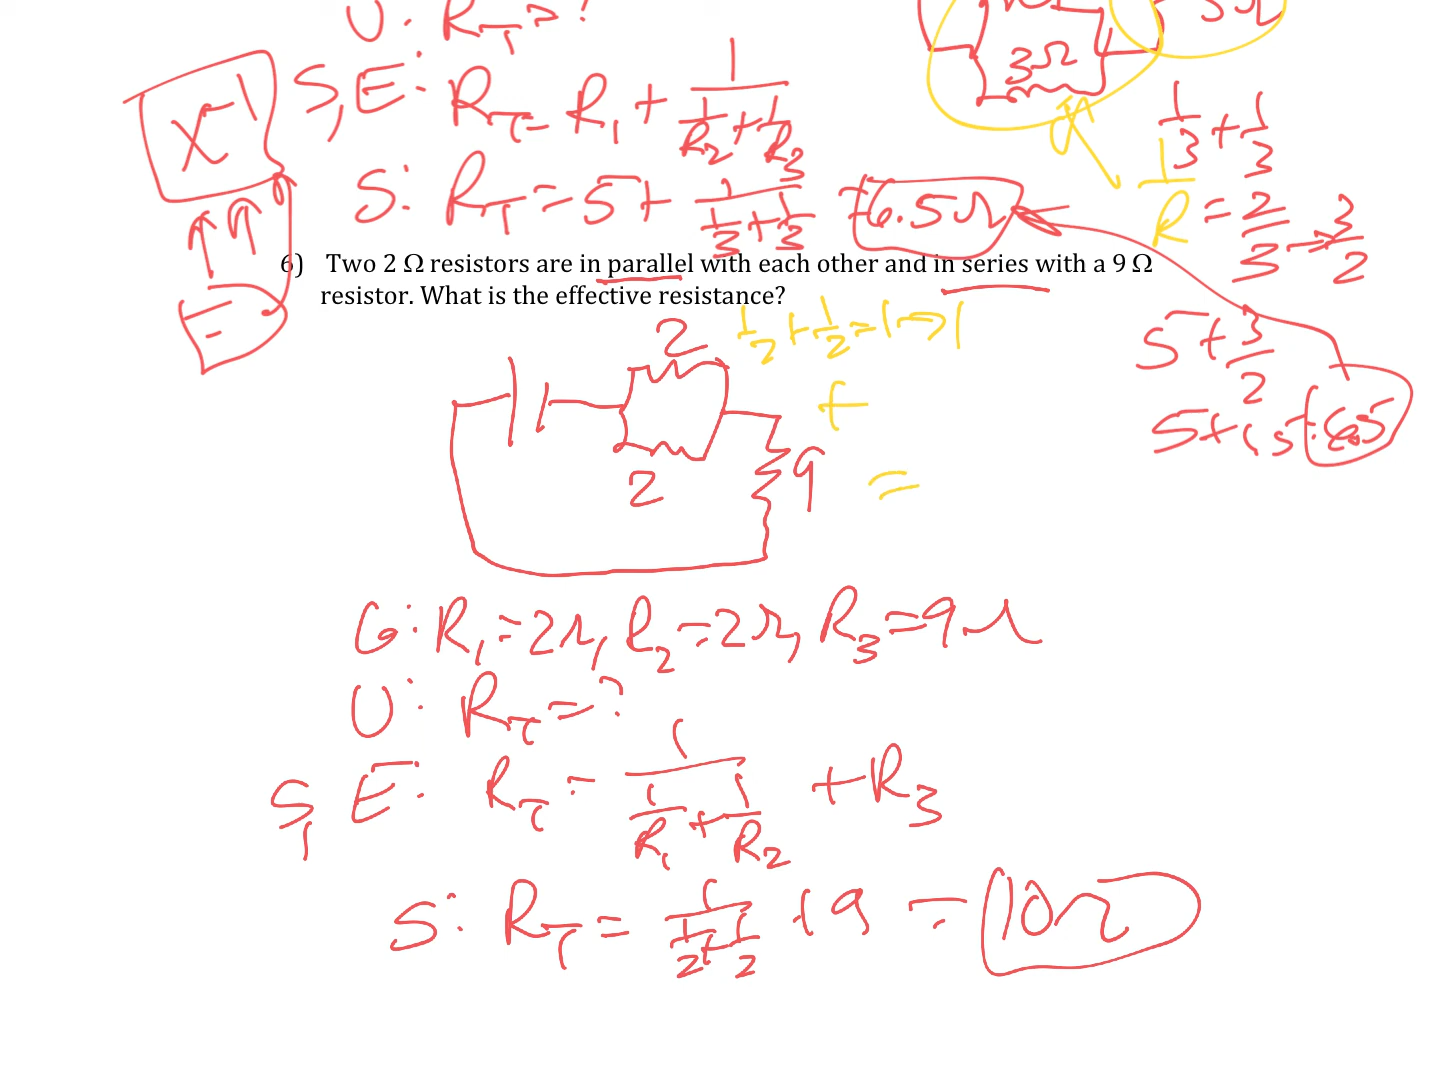 U: R_T = ?
5Ω
3Ω
S, E: R_T = R_1 + 1/(1/R_2 + 1/R_3)
X^-1
1/3 + 1/3
1/R = 2/3 → 3/2
S: R_T = 5 + 1/(1/3 + 1/3) = 6.5Ω
6) Two 2 Ω resistors are in parallel with each other and in series with a 9 Ω
resistor. What is the effective resistance?
2
1/2 + 1/2 = 1 → 1
+
5 + 3/2
5 + 1.5 = 6.5
2
9
=
G: R_1 = 2Ω, R_2 = 2Ω, R_3 = 9Ω
U: R_T = ?
S, E: R_T = 1/(1/R_1 + 1/R_2) + R_3
S: R_T = 1/(1/2 + 1/2) + 9 = 10Ω